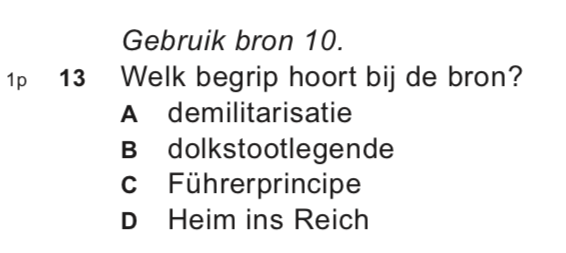 Gebruik bron 10.
1p 13 Welk begrip hoort bij de bron?
A demilitarisatie
B dolkstootlegende
C Führerprincipe
D Heim ins Reich